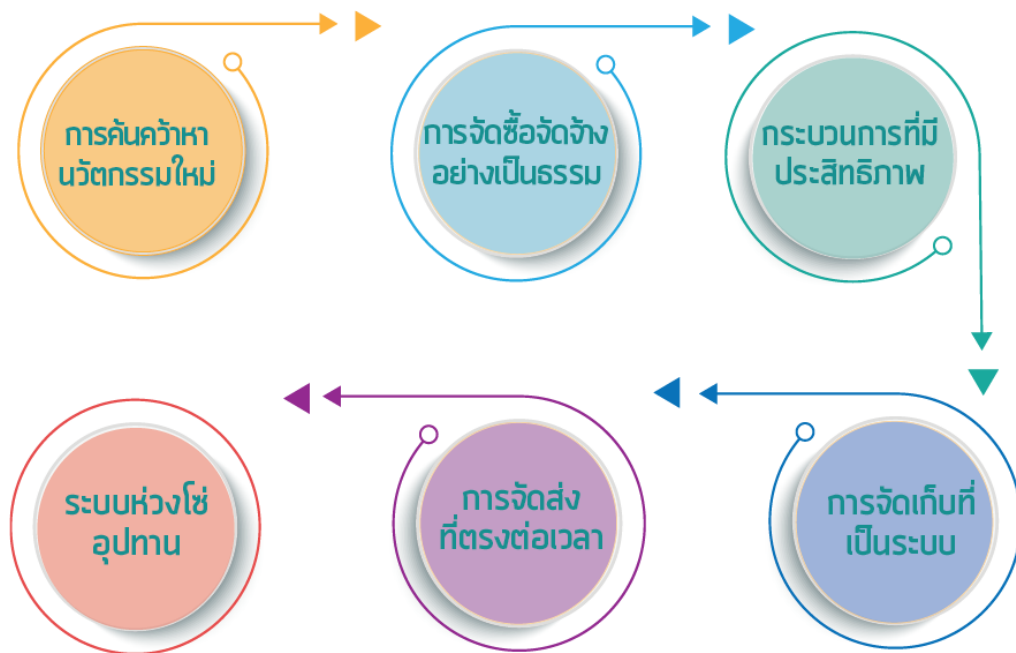 การค้นคว้าหา
นวัตกรรมใหม่
การจัดซื้อจัดจ้าง
อย่างเป็นธรรม
กระบวนการที่มี
ประสิทธิภาพ
การจัดเก็บที่
เป็นระบบ
การจัดส่ง
ที่ตรงต่อเวลา
ระบบห่วงโซ่
อุปทาน